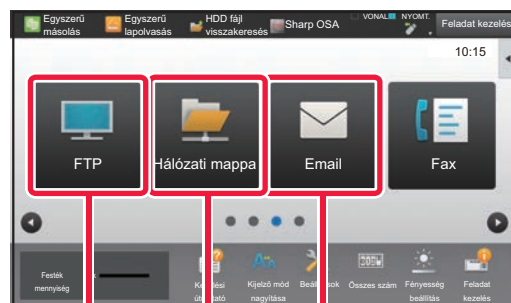 Egyszerű másolás
Egyszerű lapolvasás
HDD fájl visszakeresés
Sharp OSA
VONAL
NYOMT.
Feladat kezelés
10:15
FTP
Hálózati mappa
Email
Fax
Festék mennyiség
Kijelző mód nagyítása
Összes szám
Fényesség beállítás
Feladat kezelés